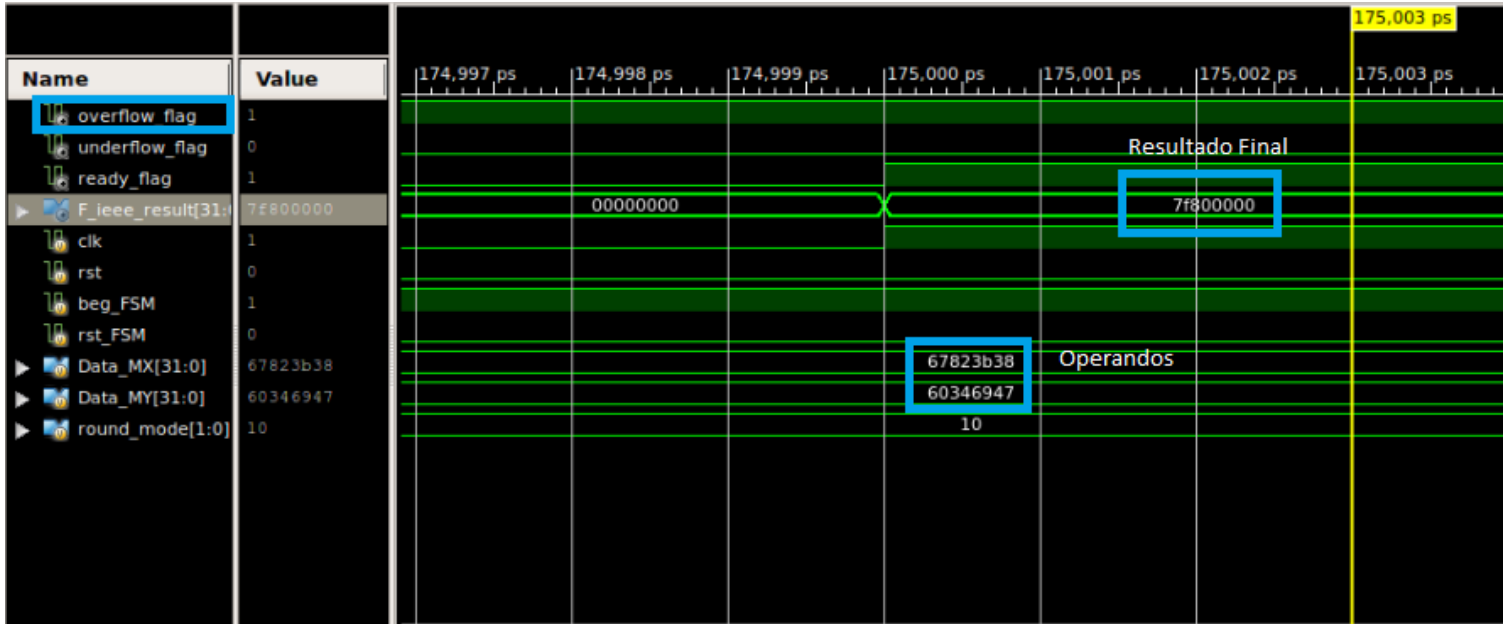 175,003 ps
Name Value
174,997 ps 174,998 ps 174,999 ps 175,000 ps 175,001 ps 175,002 ps 175,003 ps
overflow_flag 1
underflow_flag 0
Resultado Final
ready_flag 1
F_ieee_result[31: 7f800000 00000000 7f800000
clk 1
rst 0
beg_FSM 1
rst_FSM 0
Data_MX[31:0] 67823b38 67823b38 Operandos
Data_MY[31:0] 60346947 60346947
round_mode[1:0] 10 10